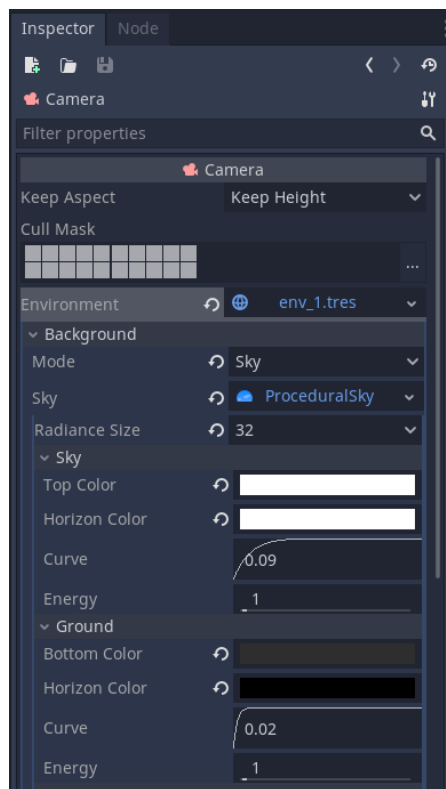 Inspector Node
Camera
Filter properties
Camera
Keep Aspect Keep Height
Cull Mask
...
Environment env_1.tres
Background
Mode Sky
Sky ProceduralSky
Radiance Size 32
Sky
Top Color
Horizon Color
Curve 0.09
Energy 1
Ground
Bottom Color
Horizon Color
Curve 0.02
Energy 1